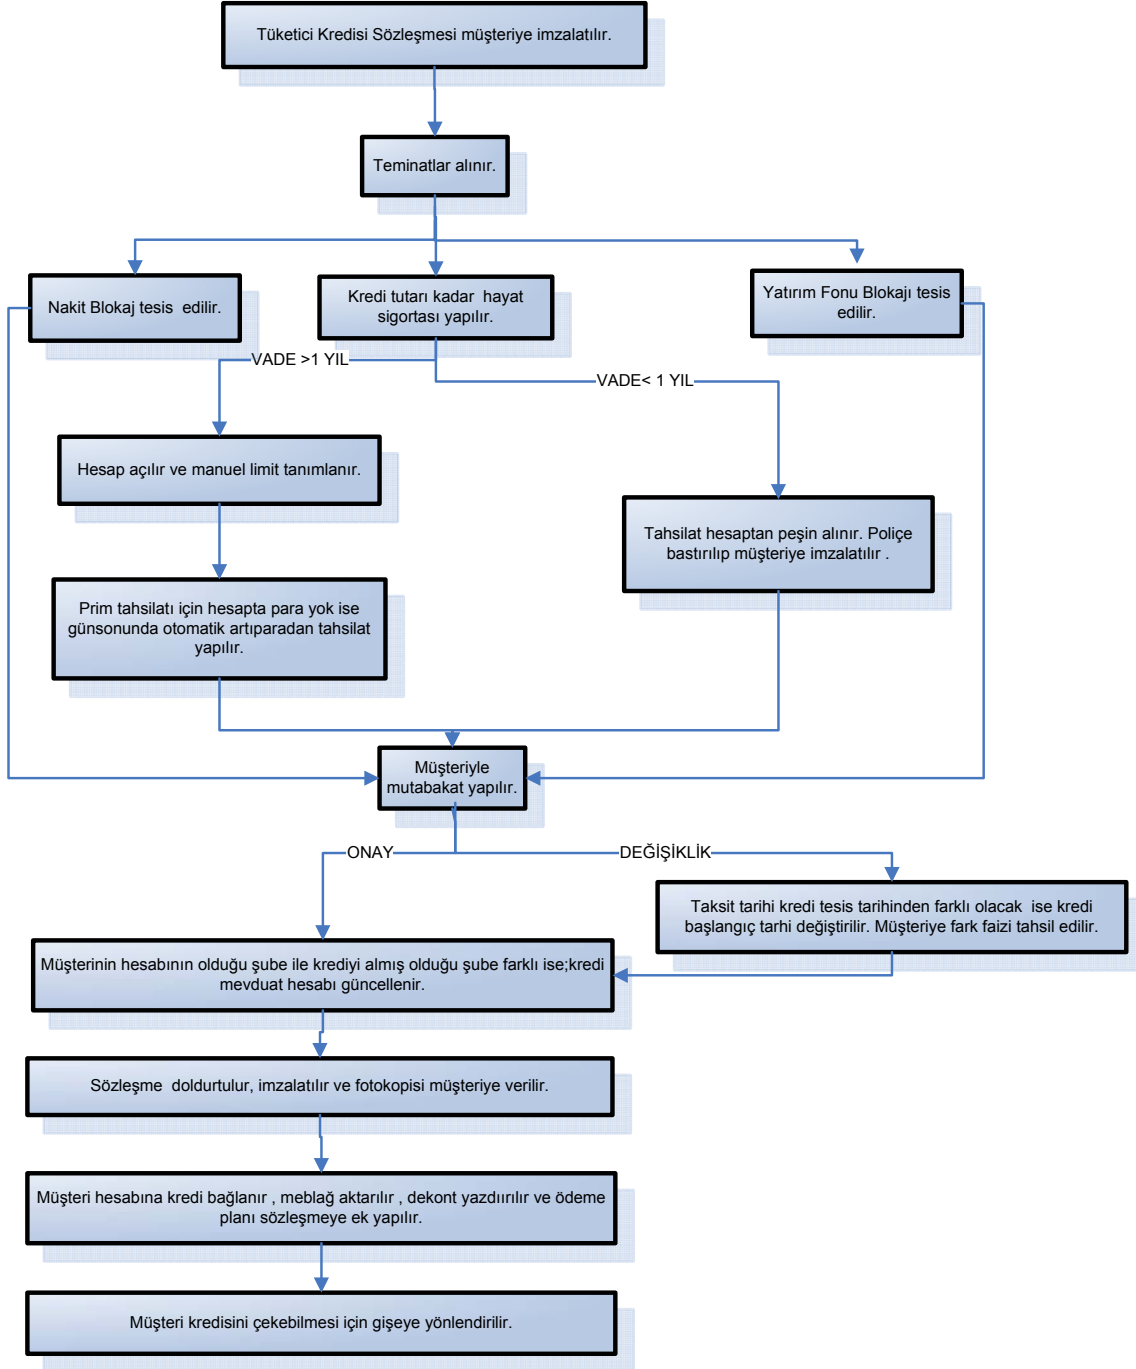 Tüketici Kredisi Sözleşmesi müşteriye imzalatılır.
Teminatlar alınır.
Nakit Blokaj tesis  edilir.
Kredi tutarı kadar  hayat
sigortası yapılır.
Yatırım Fonu Blokajı tesis
edilir.
VADE >1 YIL
VADE< 1 YIL
Hesap açılır ve manuel limit tanımlanır.
Tahsilat hesaptan peşin alınır. Poliçe
bastırılıp müşteriye imzalatılır .
Prim tahsilatı için hesapta para yok ise
günsonunda otomatik artıparadan tahsilat
yapılır.
Müşteriyle
mutabakat yapılır.
ONAY
DEĞİŞİKLİK
Taksit tarihi kredi tesis tarihinden farklı olacak  ise kredi
başlangıç tarhi değiştirilir. Müşteriye fark faizi tahsil edilir.
Müşterinin hesabının olduğu şube ile krediyi almış olduğu şube farklı ise;kredi
mevduat hesabı güncellenir.
Sözleşme  doldurtulur, imzalatılır ve fotokopisi müşteriye verilir.
Müşteri hesabına kredi bağlanır , meblağ aktarılır , dekont yazdıırılır ve ödeme
planı sözleşmeye ek yapılır.
Müşteri kredisini çekebilmesi için gişeye yönlendirilir.